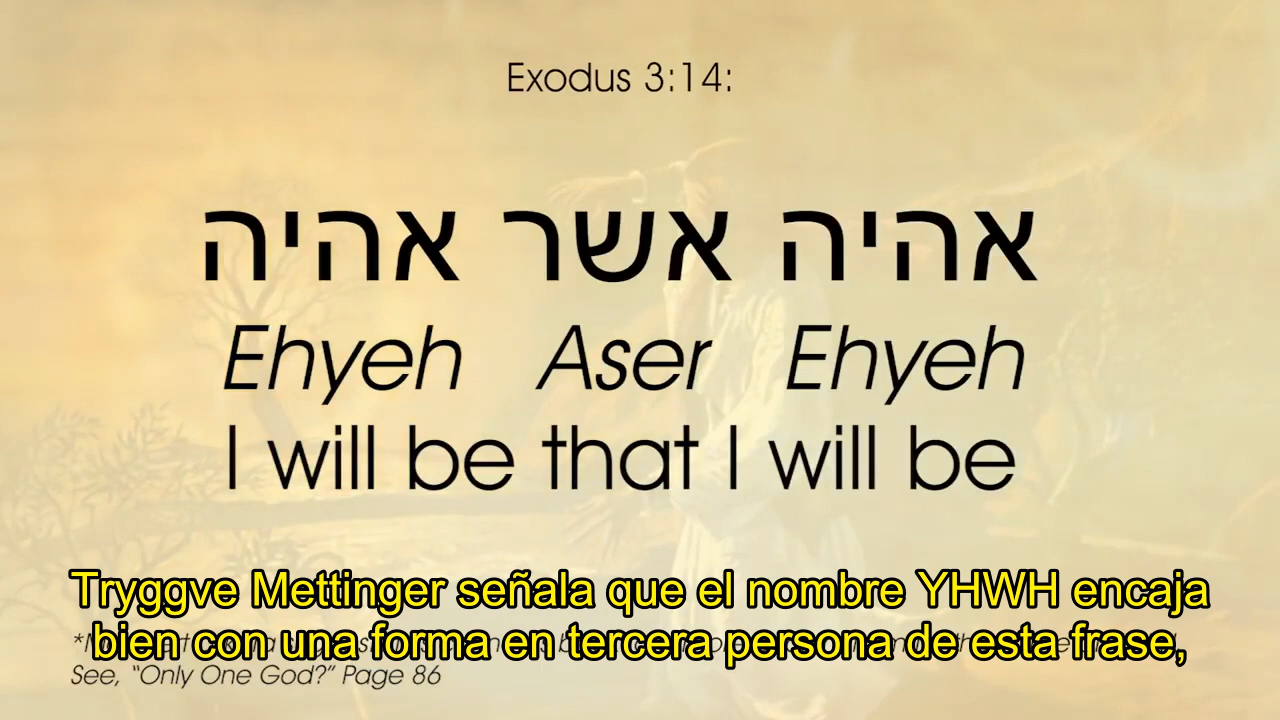 Exodus 3:14:
אהיה אשר אהיה
Ehyeh Aser Ehyeh
I will be that I will be
Tryggve Mettinger señala que el nombre YHWH encaja
bien con una forma en tercera persona de esta frase,
See, “Only One God?” Page 86